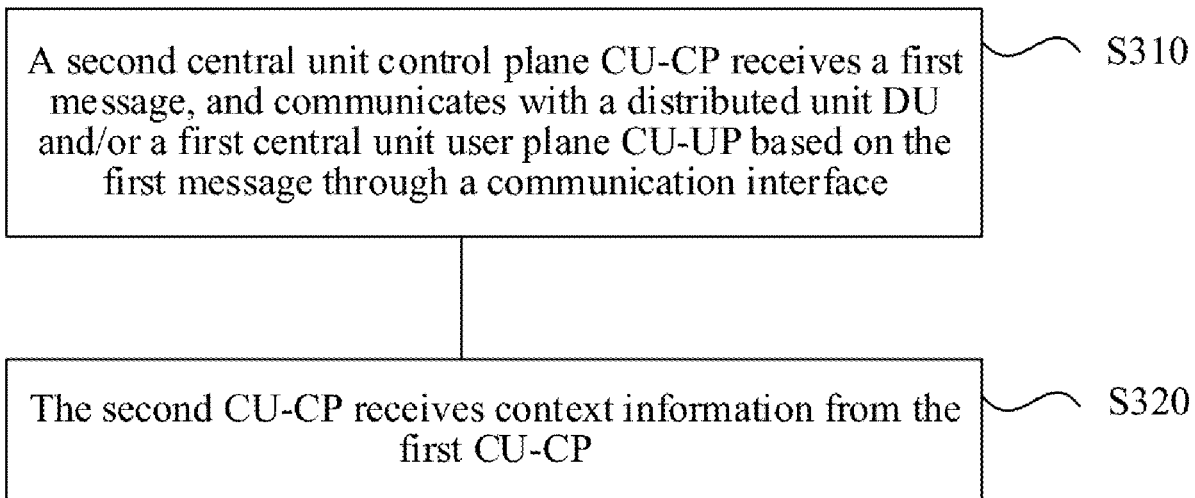 A second central unit control plane CU-CP receives a first
message, and communicates with a distributed unit DU
and/or a first central unit user plane CU-UP based on the
first message through a communication interface
S310
The second CU-CP receives context information from the
first CU-CP
S320